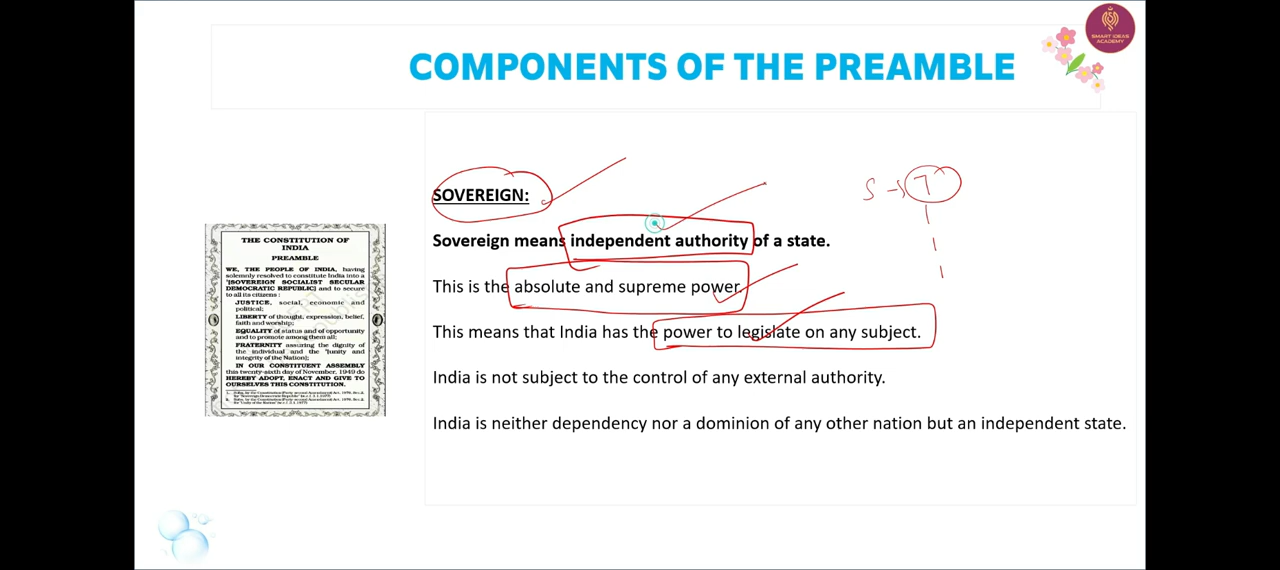 SMART IDEAS
ACADEMY
COMPONENTS OF THE PREAMBLE
SOVEREIGN:
S → 7
Sovereign means independent authority of a state.
This is the absolute and supreme power.
This means that India has the power to legislate on any subject.
India is not subject to the control of any external authority.
India is neither dependency nor a dominion of any other nation but an independent state.
THE CONSTITUTION OF
INDIA
PREAMBLE
WE, THE PEOPLE OF INDIA, having
solemnly resolved to constitute India into a
[SOVEREIGN SOCIALIST SECULAR
DEMOCRATIC REPUBLIC] and to secure
to all its citizens :
JUSTICE, social, economic and
political;
LIBERTY of thought, expression, belief,
faith and worship;
EQUALITY of status and of opportunity
and to promote among them all;
FRATERNITY assuring the dignity of
the individual and the [unity and
integrity of the Nation];
IN OUR CONSTITUENT ASSEMBLY
this twenty-sixth day of November, 1949 do
HEREBY ADOPT, ENACT AND GIVE TO
OURSELVES THIS CONSTITUTION.